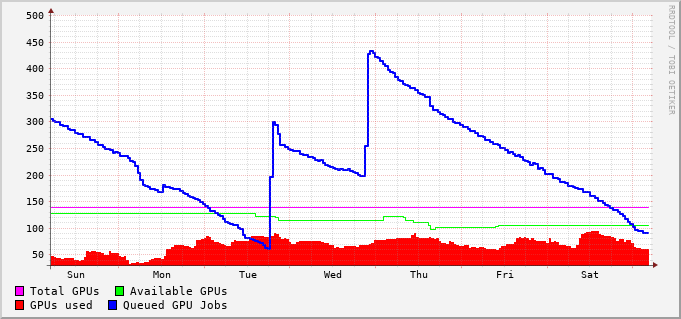 500
450
400
350
300
250
200
150
100
50
Sun Mon Tue Wed Thu Fri Sat
Total GPUs Available GPUs
GPUs used Queued GPU Jobs
RRDTOOL / TOBI OETIKER